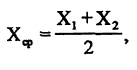 Xср = X₁ + X₂ / 2,